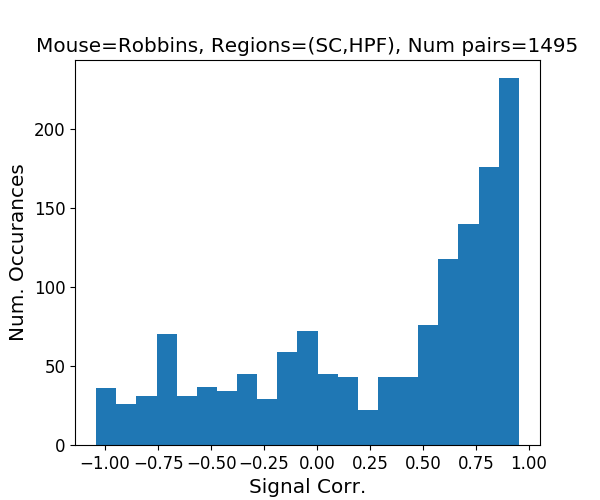 Mouse=Robbins, Regions=(SC,HPF), Num pairs=1495
Num. Occurances
200
150
100
50
0
−1.00 −0.75 −0.50 −0.25 0.00 0.25 0.50 0.75 1.00
Signal Corr.